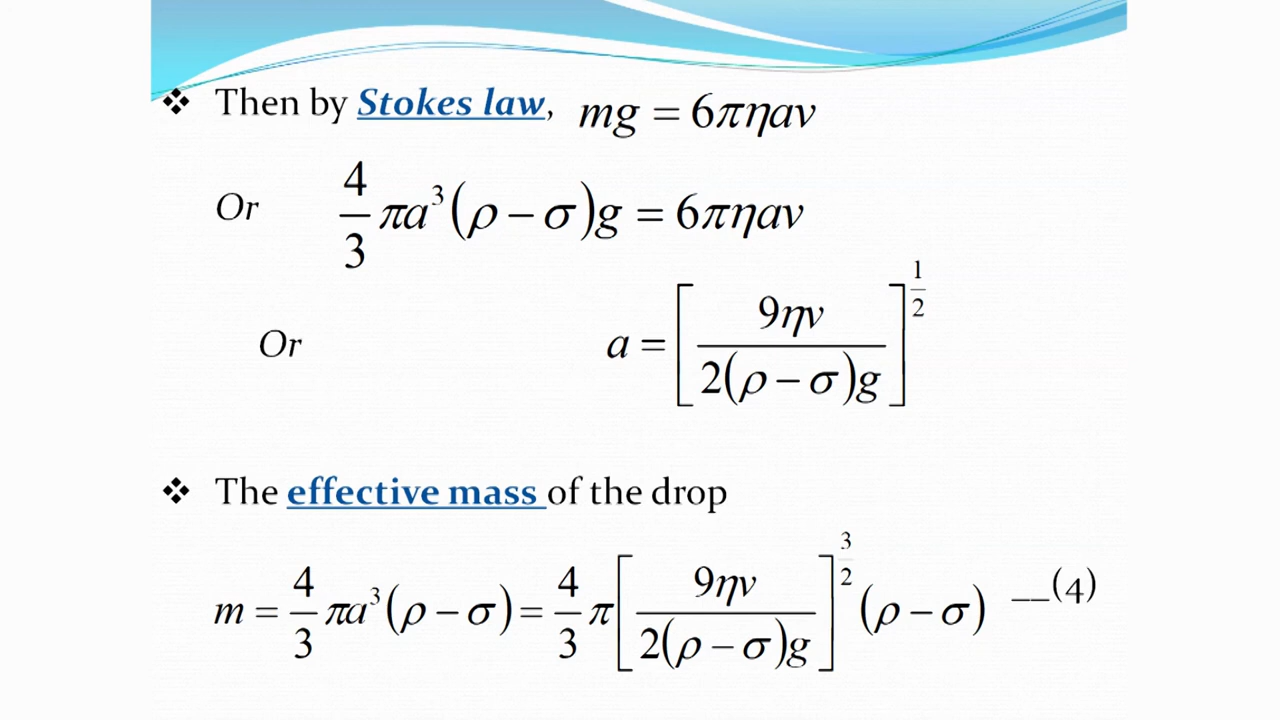 ❖ Then by Stokes law, mg = 6πηav
Or 4/3 πa³(ρ − σ)g = 6πηav
Or a = [9ηv / 2(ρ − σ)g]^(1/2)
❖ The effective mass of the drop
m = 4/3 πa³(ρ − σ) = 4/3 π[9ηv / 2(ρ − σ)g]^(3/2) (ρ − σ) __(4)